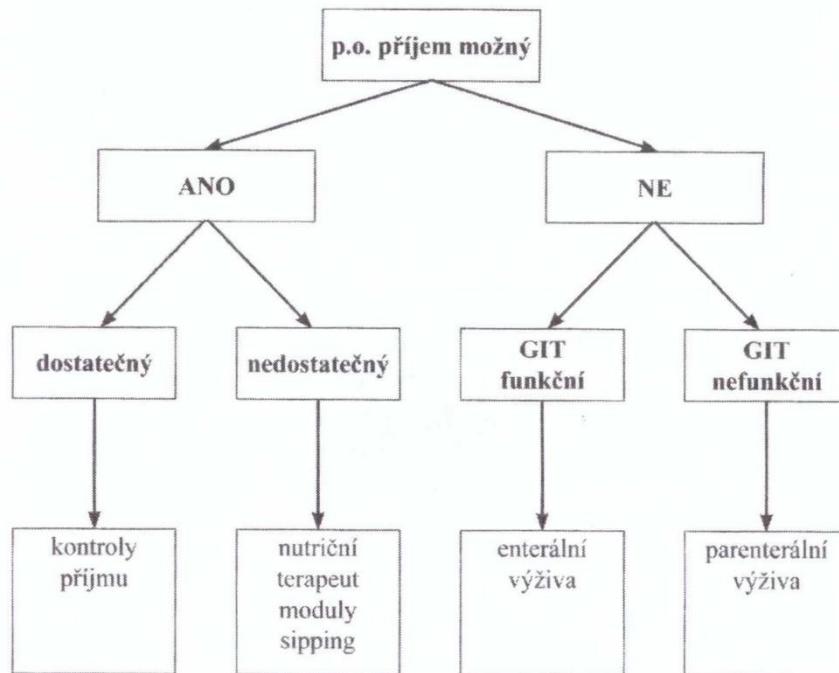 p.o. příjem možný
ANO
NE
dostatečný
nedostatečný
GIT
funkční
GIT
nefunkční
kontroly
příjmu
nutriční
terapeut
moduly
sipping
enterální
výživa
parenterální
výživa